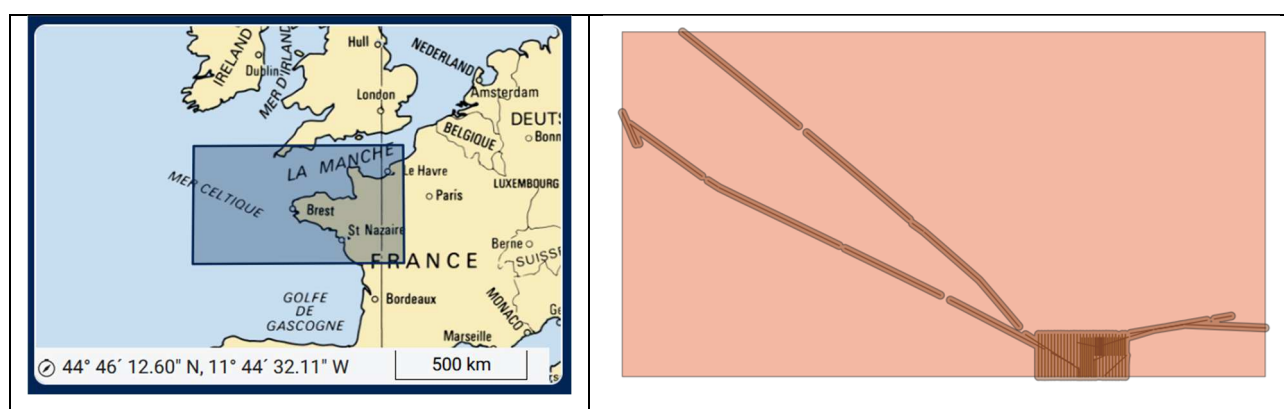 Hull
IRELAND
Dublin
MER D'IRLAND
NEDERLAND
Amsterdam
London
DEUTS
BELGIQUE
Bonn
LA MANCHE
Le Havre
LUXEMBOURG
MER CELTIQUE
Paris
Brest
St Nazaire
Berne
SUISSE
FRANCE
GOLFE
DE
GASCOGNE
Bordeaux
MONACO
Marseille
44° 46´ 12.60" N, 11° 44´ 32.11" W
500 km